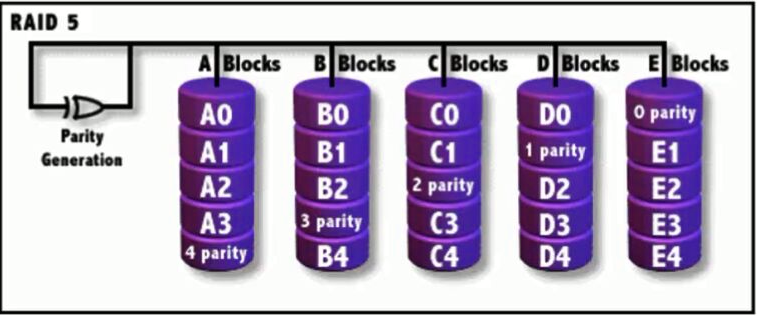 RAID 5
A Blocks B Blocks C Blocks D Blocks E Blocks
Parity
Generation
A0 B0 C0 D0 0 parity
A1 B1 C1 1 parity E1
A2 B2 2 parity D2 E2
A3 3 parity C3 D3 E3
4 parity B4 C4 D4 E4